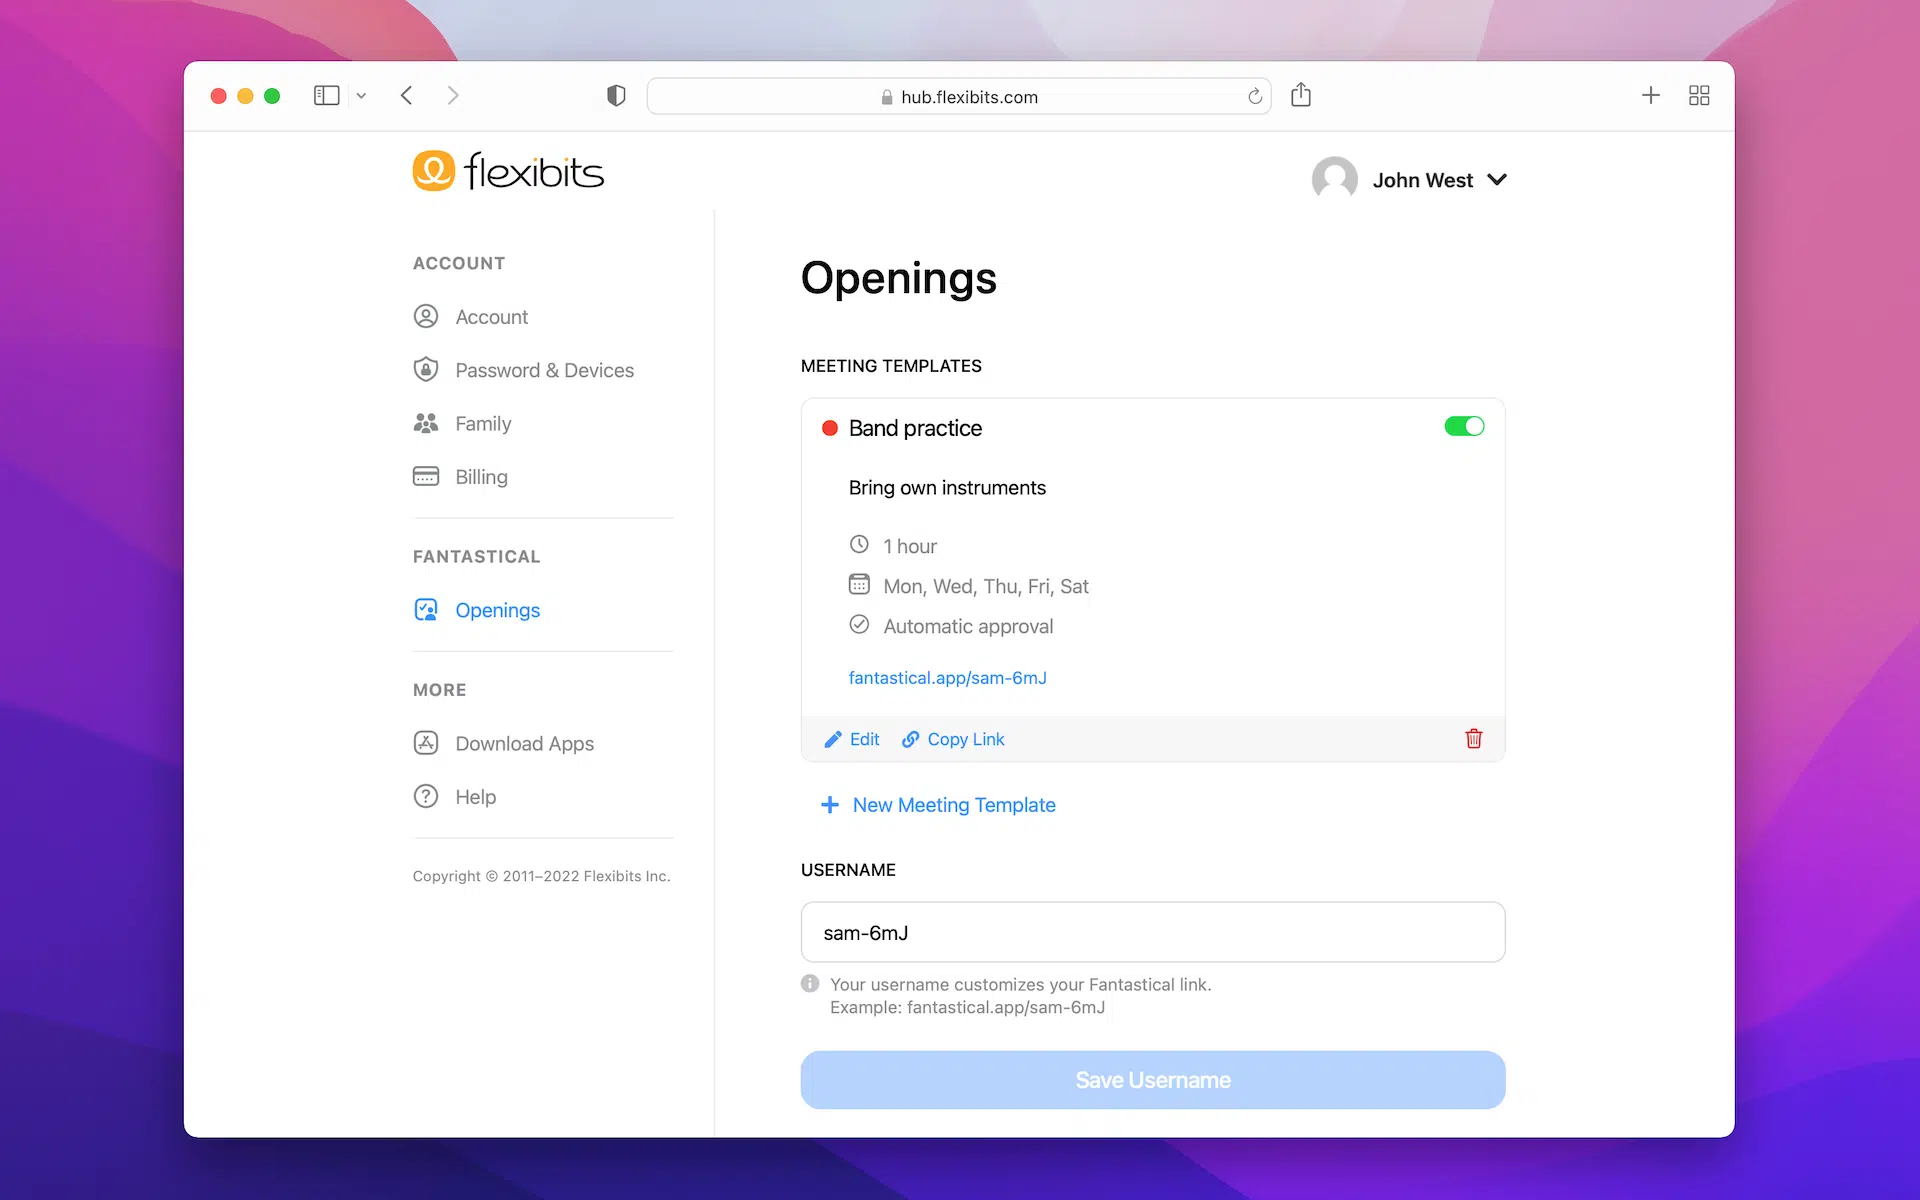 hub.flexibits.com
flexibits
John West
ACCOUNT
Account
Password & Devices
Family
Billing
FANTASTICAL
Openings
MORE
Download Apps
Help
Copyright © 2011–2022 Flexibits Inc.
Openings
MEETING TEMPLATES
Band practice
Bring own instruments
1 hour
Mon, Wed, Thu, Fri, Sat
Automatic approval
fantastical.app/sam-6mJ
Edit
Copy Link
New Meeting Template
USERNAME
sam-6mJ
Your username customizes your Fantastical link.
Example: fantastical.app/sam-6mJ
Save Username